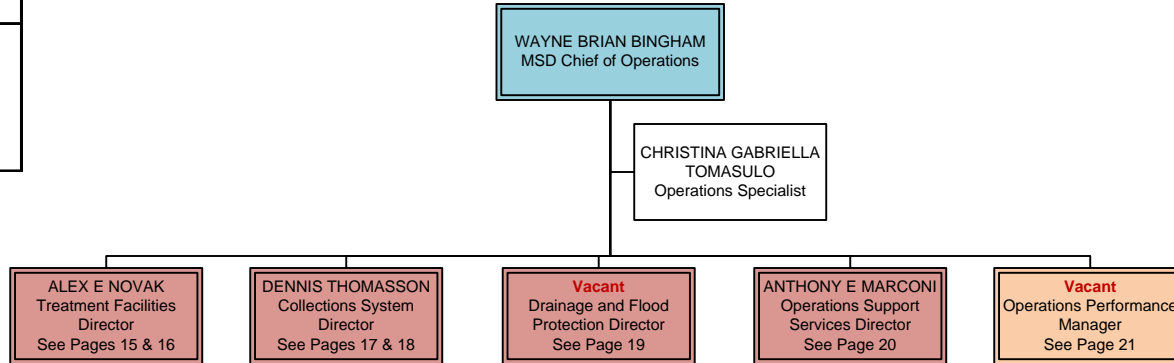 WAYNE BRIAN BINGHAM
MSD Chief of Operations
CHRISTINA GABRIELLA
TOMASULO
Operations Specialist
ALEX E NOVAK
Treatment Facilities
Director
See Pages 15 & 16
DENNIS THOMASSON
Collections System
Director
See Pages 17 & 18
Vacant
Drainage and Flood
Protection Director
See Page 19
ANTHONY E MARCONI
Operations Support
Services Director
See Page 20
Vacant
Operations Performance
Manager
See Page 21